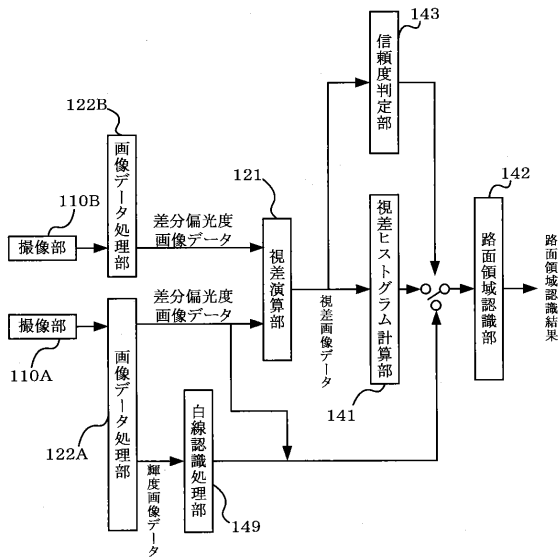 143
信頼度判定部
122B
画像データ処理部
110B
撮像部
差分偏光度
画像データ
121
視差演算部
視差ヒストグラム計算部
141
142
路面領域認識部
路面領域認識結果
視差画像データ
撮像部
110A
差分偏光度
画像データ
画像データ処理部
122A
白線認識処理部
149
輝度画像データ